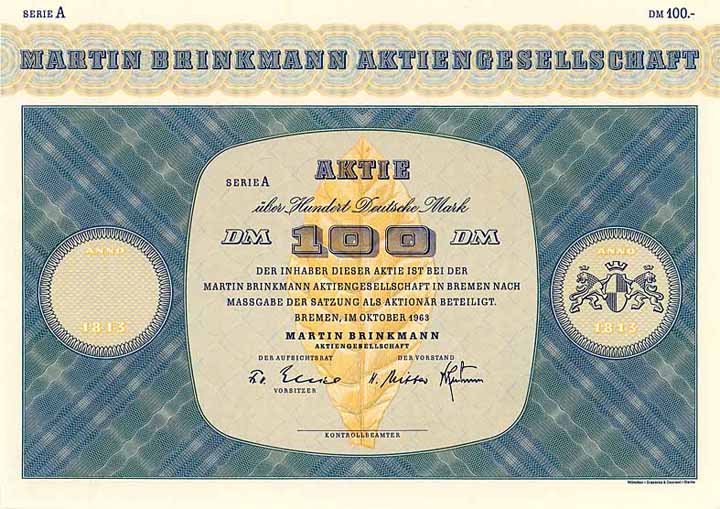 SERIE A
DM 100.-
MARTIN BRINKMANN AKTIENGESELLSCHAFT
AKTIE
SERIE A
über Hundert Deutsche Mark
DM 100 DM
DER INHABER DIESER AKTIE IST BEI DER
MARTIN BRINKMANN AKTIENGESELLSCHAFT IN BREMEN NACH
MASSGABE DER SATZUNG ALS AKTIONÄR BETEILIGT.
BREMEN, IM OKTOBER 1963
MARTIN BRINKMANN
AKTIENGESELLSCHAFT
DER AUFSICHTSRAT
DER VORSTAND
VORSITZER
KONTROLLBEAMTER
ANNO
1813
ANNO
1813